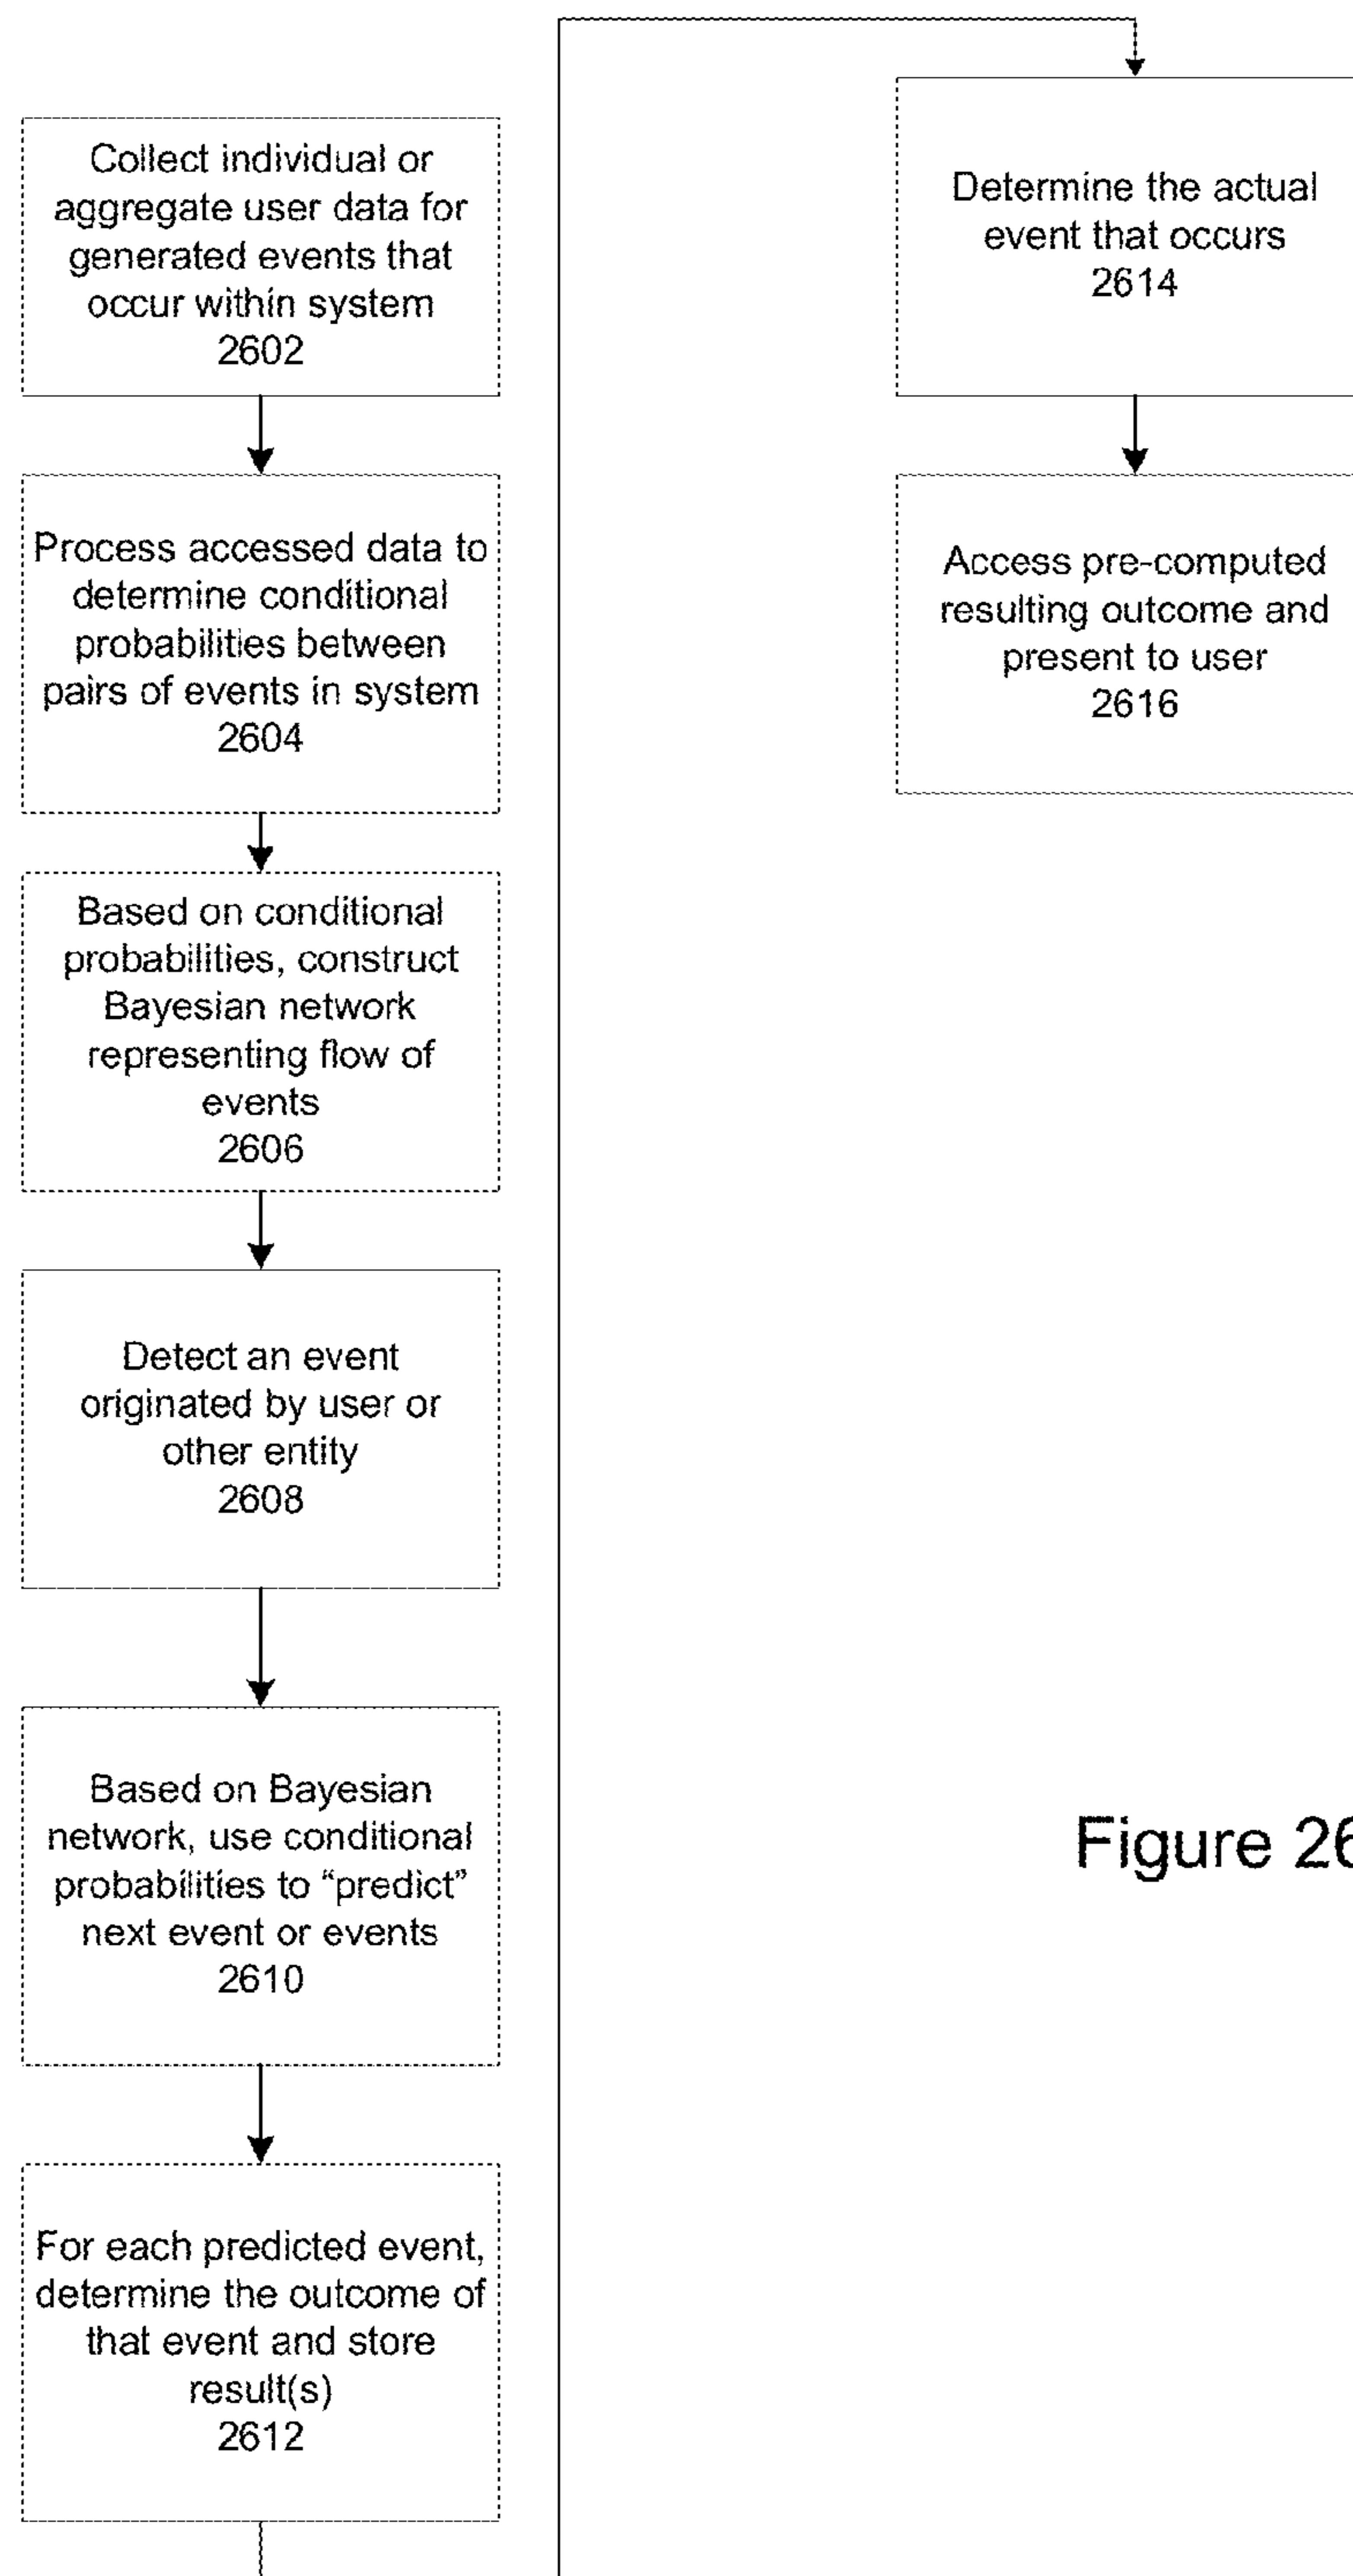 Collect individual or
aggregate user data for
generated events that
occur within system
2602
Process accessed data to
determine conditional
probabilities between
pairs of events in system
2604
Based on conditional
probabilities, construct
Bayesian network
representing flow of
events
2606
Detect an event
originated by user or
other entity
2608
Based on Bayesian
network, use conditional
probabilities to “predict”
next event or events
2610
For each predicted event,
determine the outcome of
that event and store
result(s)
2612
Determine the actual
event that occurs
2614
Access pre-computed
resulting outcome and
present to user
2616
Figure 26